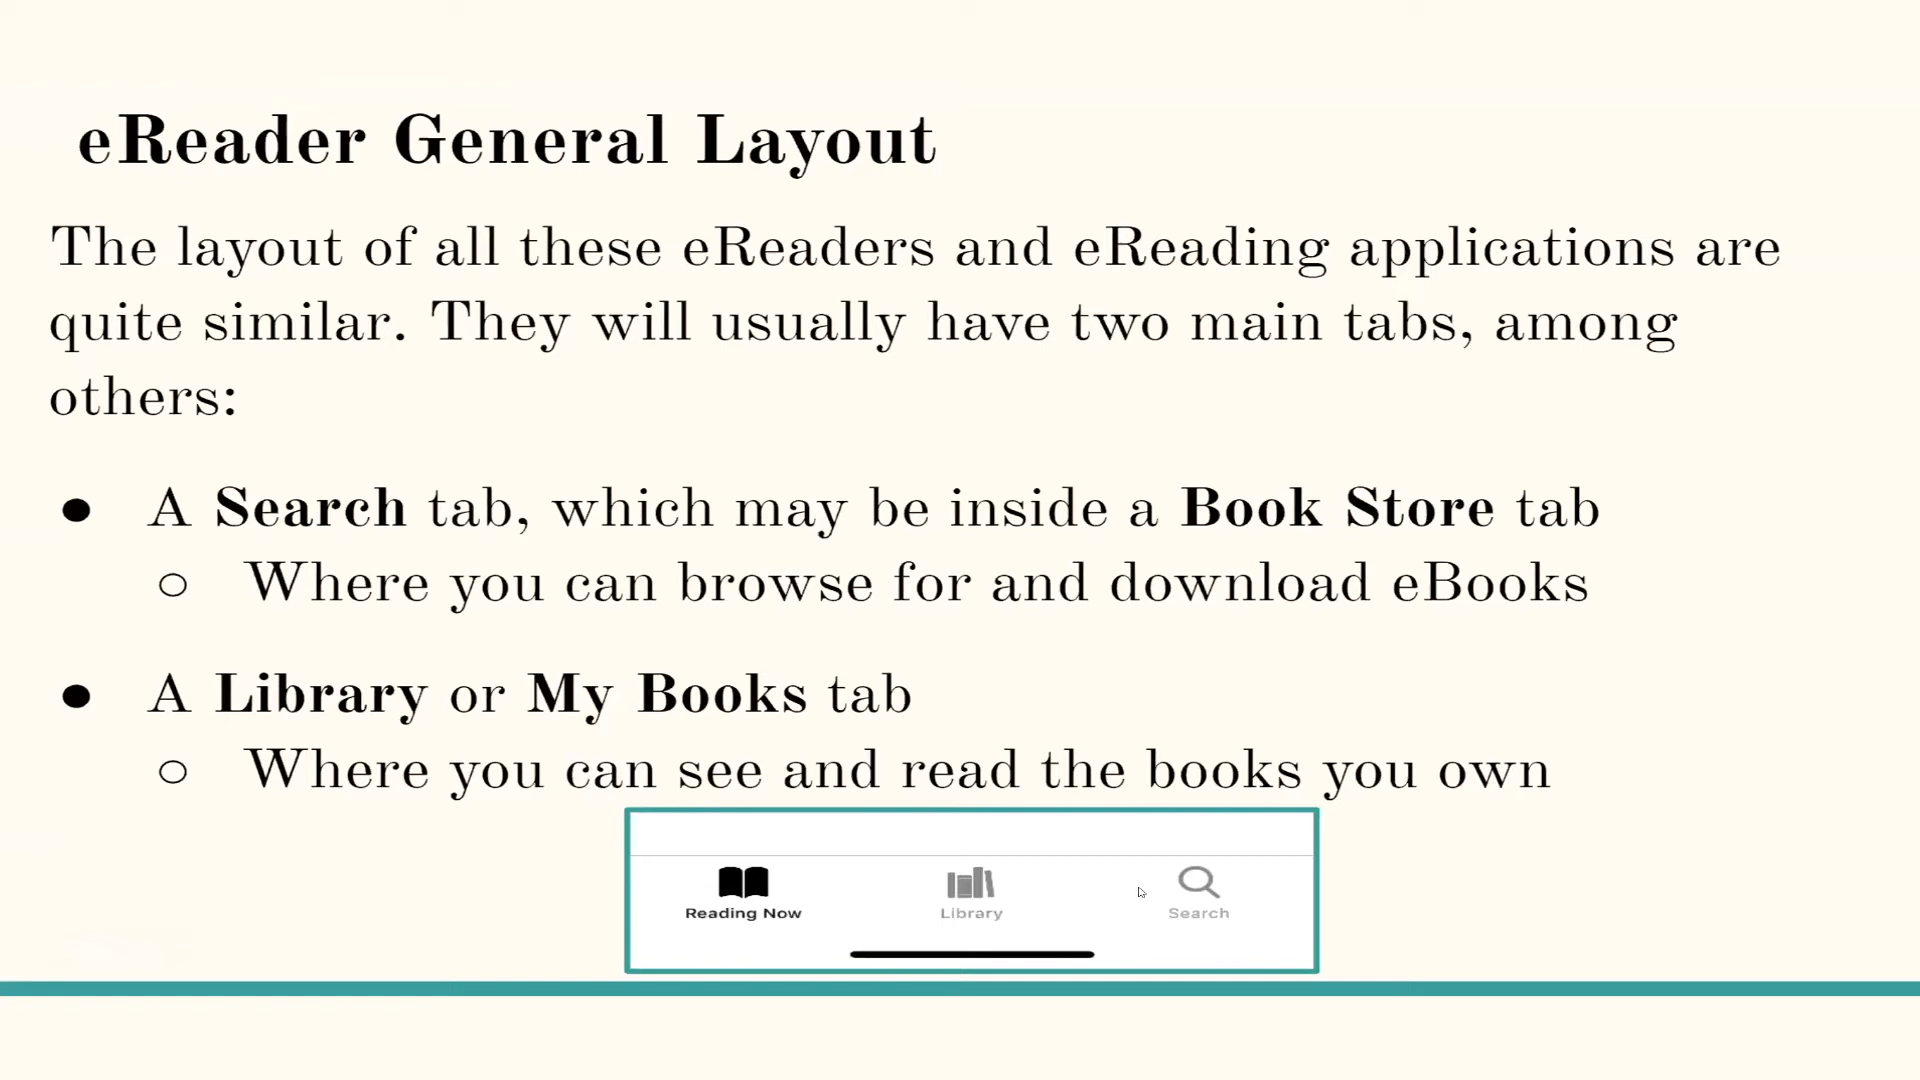 eReader General Layout
The layout of all these eReaders and eReading applications are
quite similar. They will usually have two main tabs, among
others:
● A Search tab, which may be inside a Book Store tab
○ Where you can browse for and download eBooks
● A Library or My Books tab
○ Where you can see and read the books you own
Reading Now Library Search